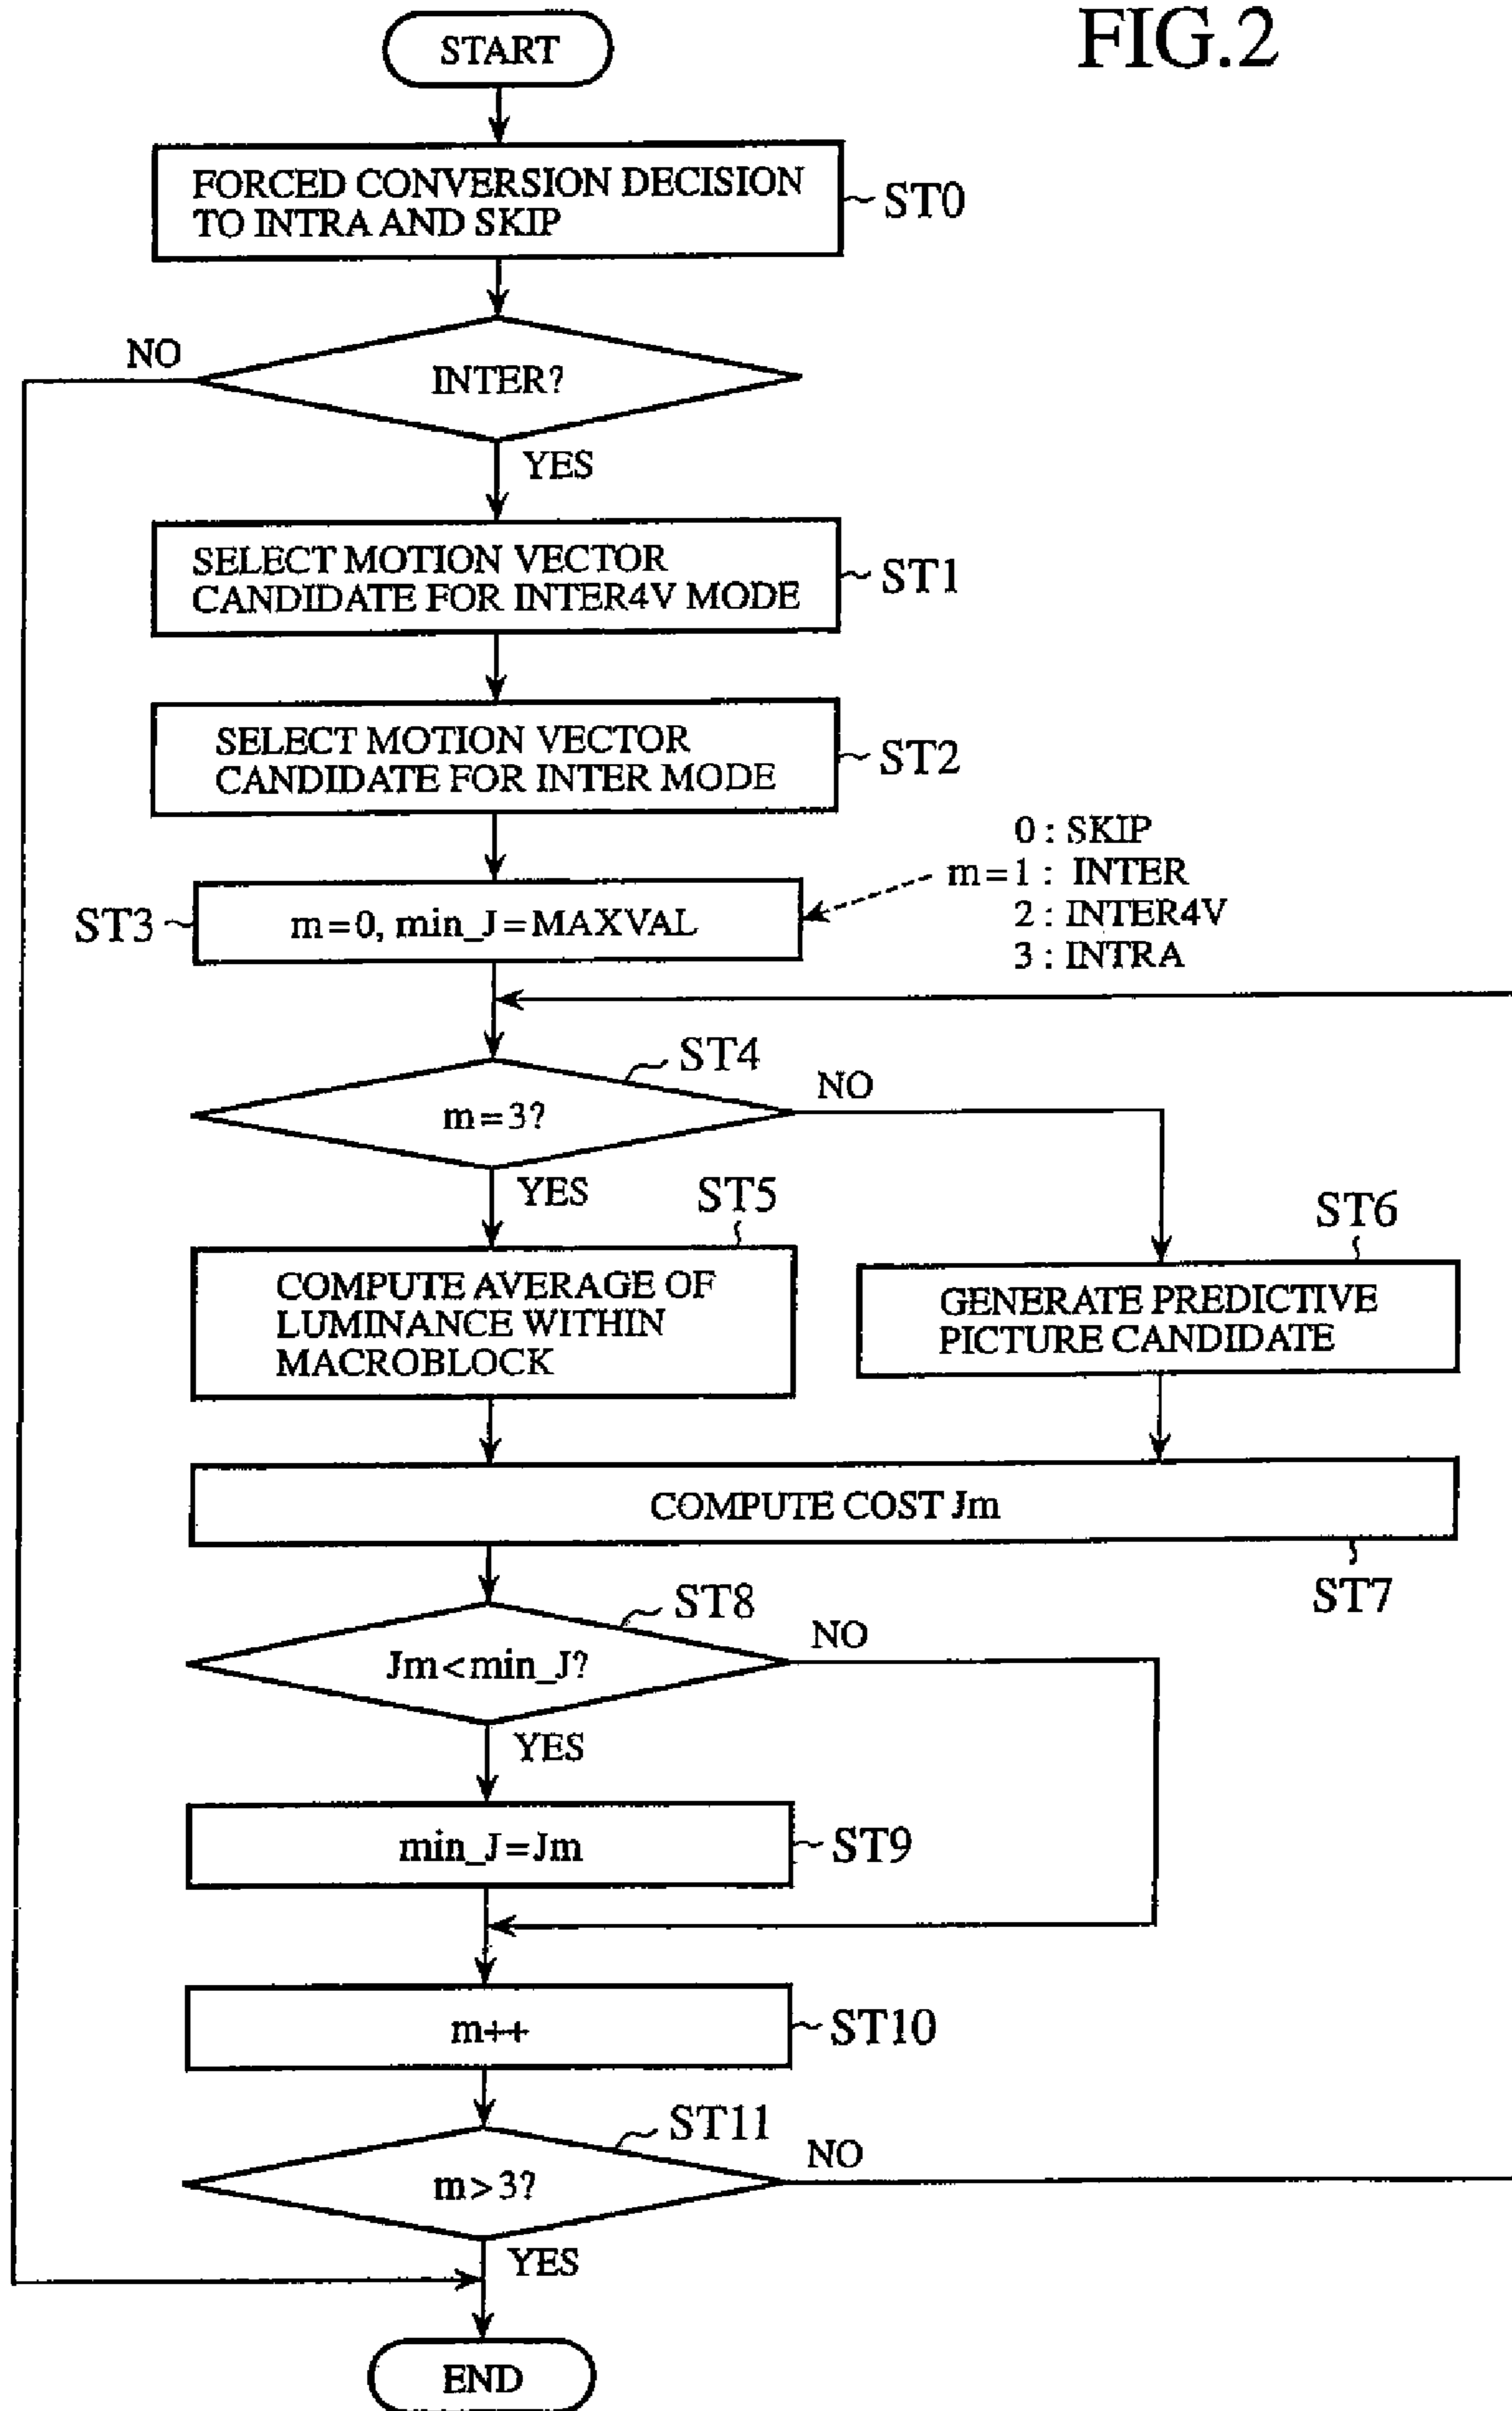 FIG.2
START
FORCED CONVERSION DECISION
TO INTRA AND SKIP
ST0
INTER?
NO
YES
SELECT MOTION VECTOR
CANDIDATE FOR INTER4V MODE
ST1
SELECT MOTION VECTOR
CANDIDATE FOR INTER MODE
ST2
ST3
m=0, min_J=MAXVAL
0 : SKIP
m=1 : INTER
2 : INTER4V
3 : INTRA
ST4
m=3?
NO
YES
ST5
COMPUTE AVERAGE OF
LUMINANCE WITHIN
MACROBLOCK
ST6
GENERATE PREDICTIVE
PICTURE CANDIDATE
COMPUTE COST Jm
ST7
ST8
Jm<min_J?
NO
YES
min_J=Jm
ST9
m++
ST10
ST11
m>3?
NO
YES
END